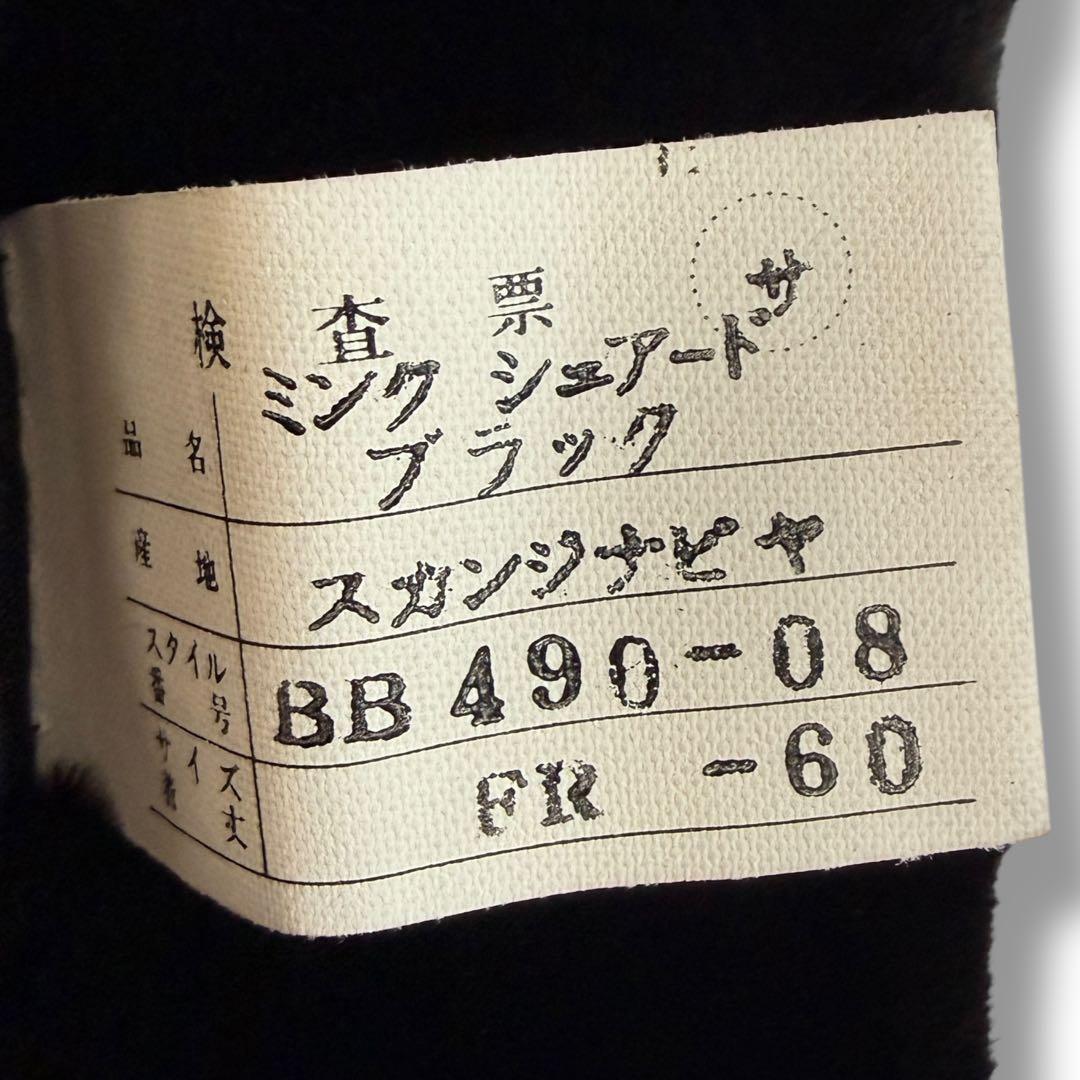 検査票
サ
品名 ミンク シェアード
ブラック
産地 スカンジナビヤ
スタイル番号 BB490-08
サイズ着丈 FR -60